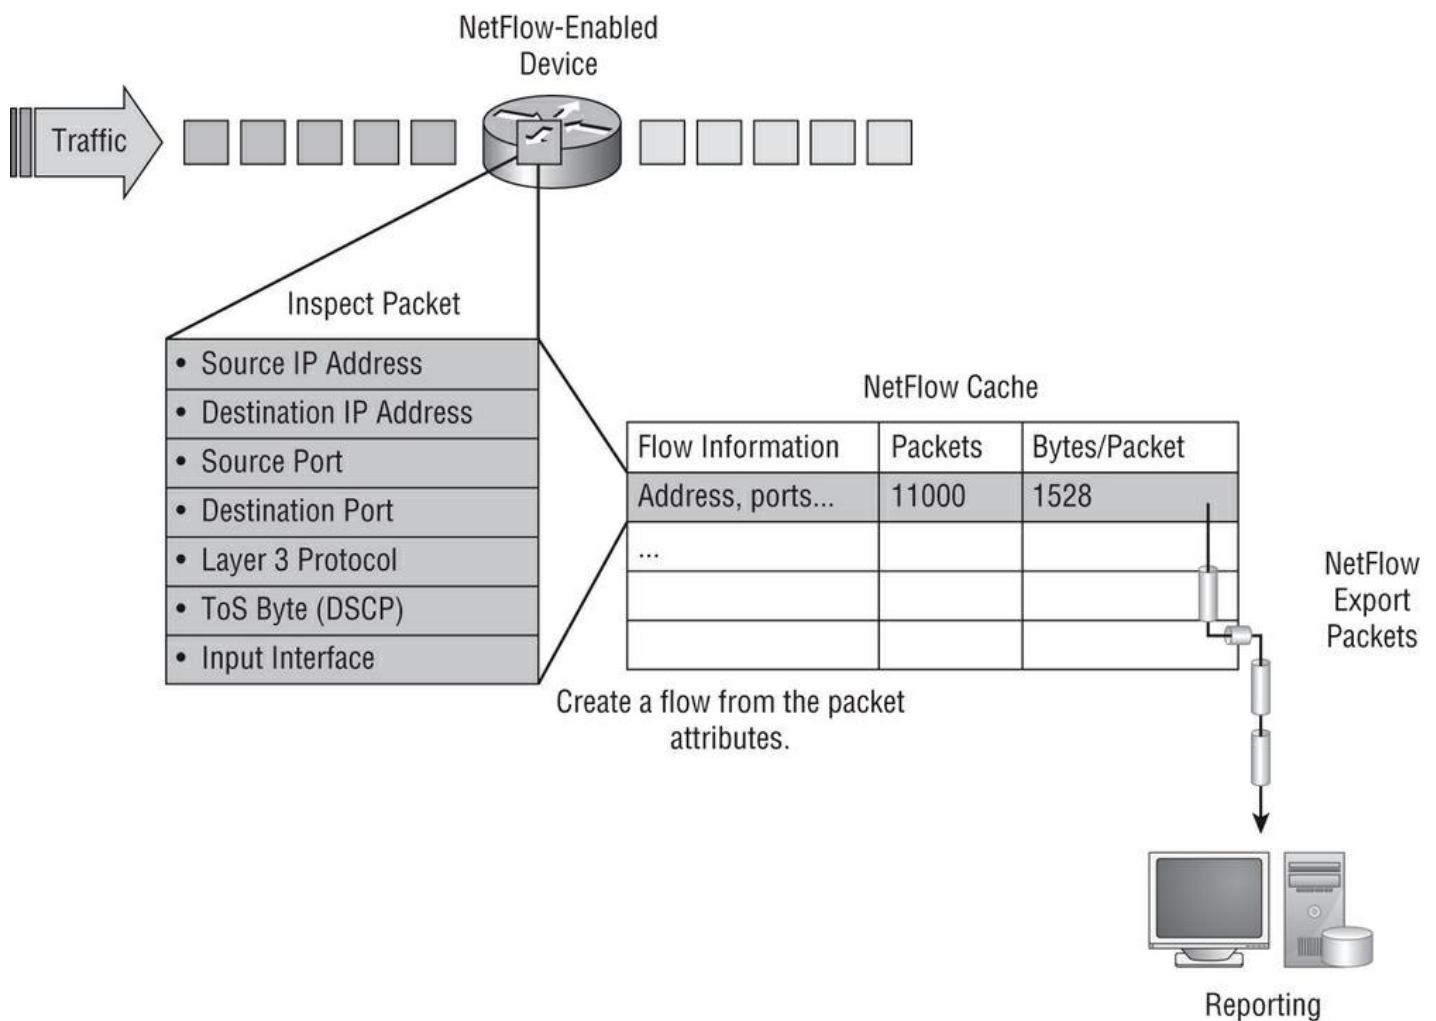 NetFlow-Enabled
Device
Traffic
Inspect Packet
• Source IP Address
• Destination IP Address
• Source Port
• Destination Port
• Layer 3 Protocol
• ToS Byte (DSCP)
• Input Interface
NetFlow Cache
Flow Information Packets Bytes/Packet
Address, ports... 11000 1528
...
Create a flow from the packet
attributes.
NetFlow
Export
Packets
Reporting